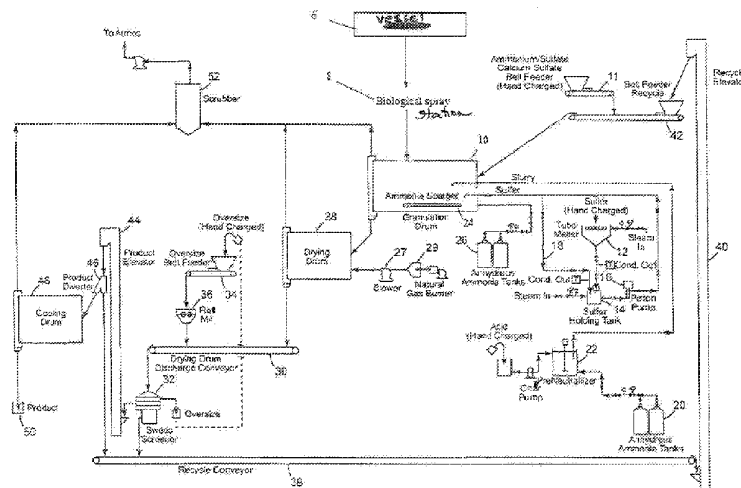 6
vessel
To Atmos
52
Scrubber
8
Biological spray
station
Ammonium/Sulfate
Calcium Sulfate
Belt Feeder
(Hand Charged)
11
Belt Feeder
Recycle
Recycle
Elevator
42
10
Slurry
Sulfur
Ammonia Sparger
24
Granulation
Drum
Sulfur
(Hand Charged)
Steam
In
12
Cond. Out
18
Cond. Out
16
Steam In
14
Piston
Pump
Sulfur
Holding Tank
26
Anhydrous
Ammonia Tanks
40
44
Product
Elevator
46
Product
Diverter
48
Cooling
Drum
Product
50
Oversize
(Hand Charged)
Oversize
Belt Feeder
34
36
Roll
Mill
28
Drying
Drum
27
Blower
29
Natural
Gas Burner
Drying Drum
Discharge Conveyor
30
32
Oversize
Screener
Acid
(Hand Charged)
22
PreNeutralizer
Pump
20
Anhydrous
Ammonia Tanks
Recycle Conveyor
38